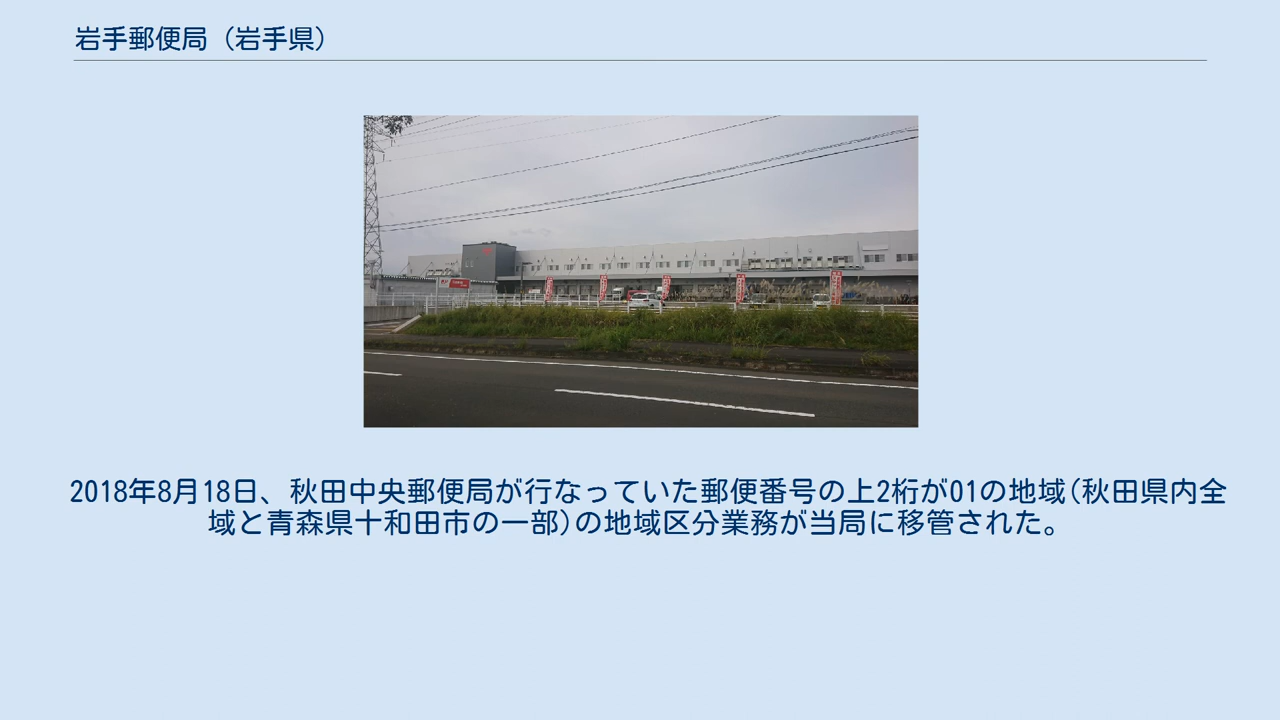 岩手郵便局（岩手県）
2018年8月18日、秋田中央郵便局が行なっていた郵便番号の上2桁が01の地域(秋田県内全
域と青森県十和田市の一部)の地域区分業務が当局に移管された。